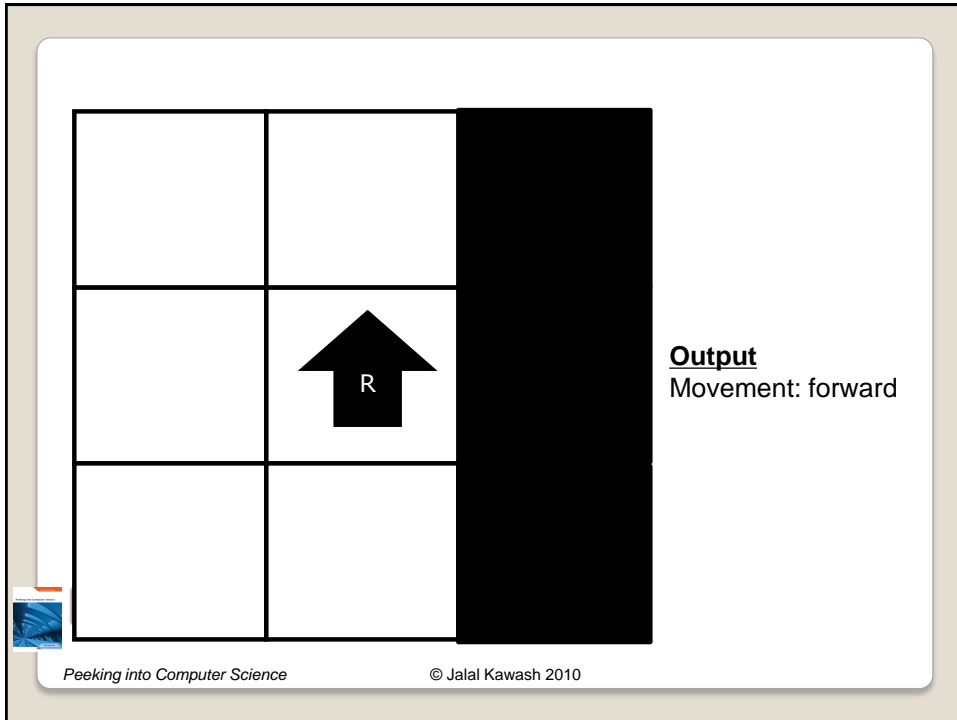 R
Output
Movement: forward
Peeking into Computer Science © Jalal Kawash 2010